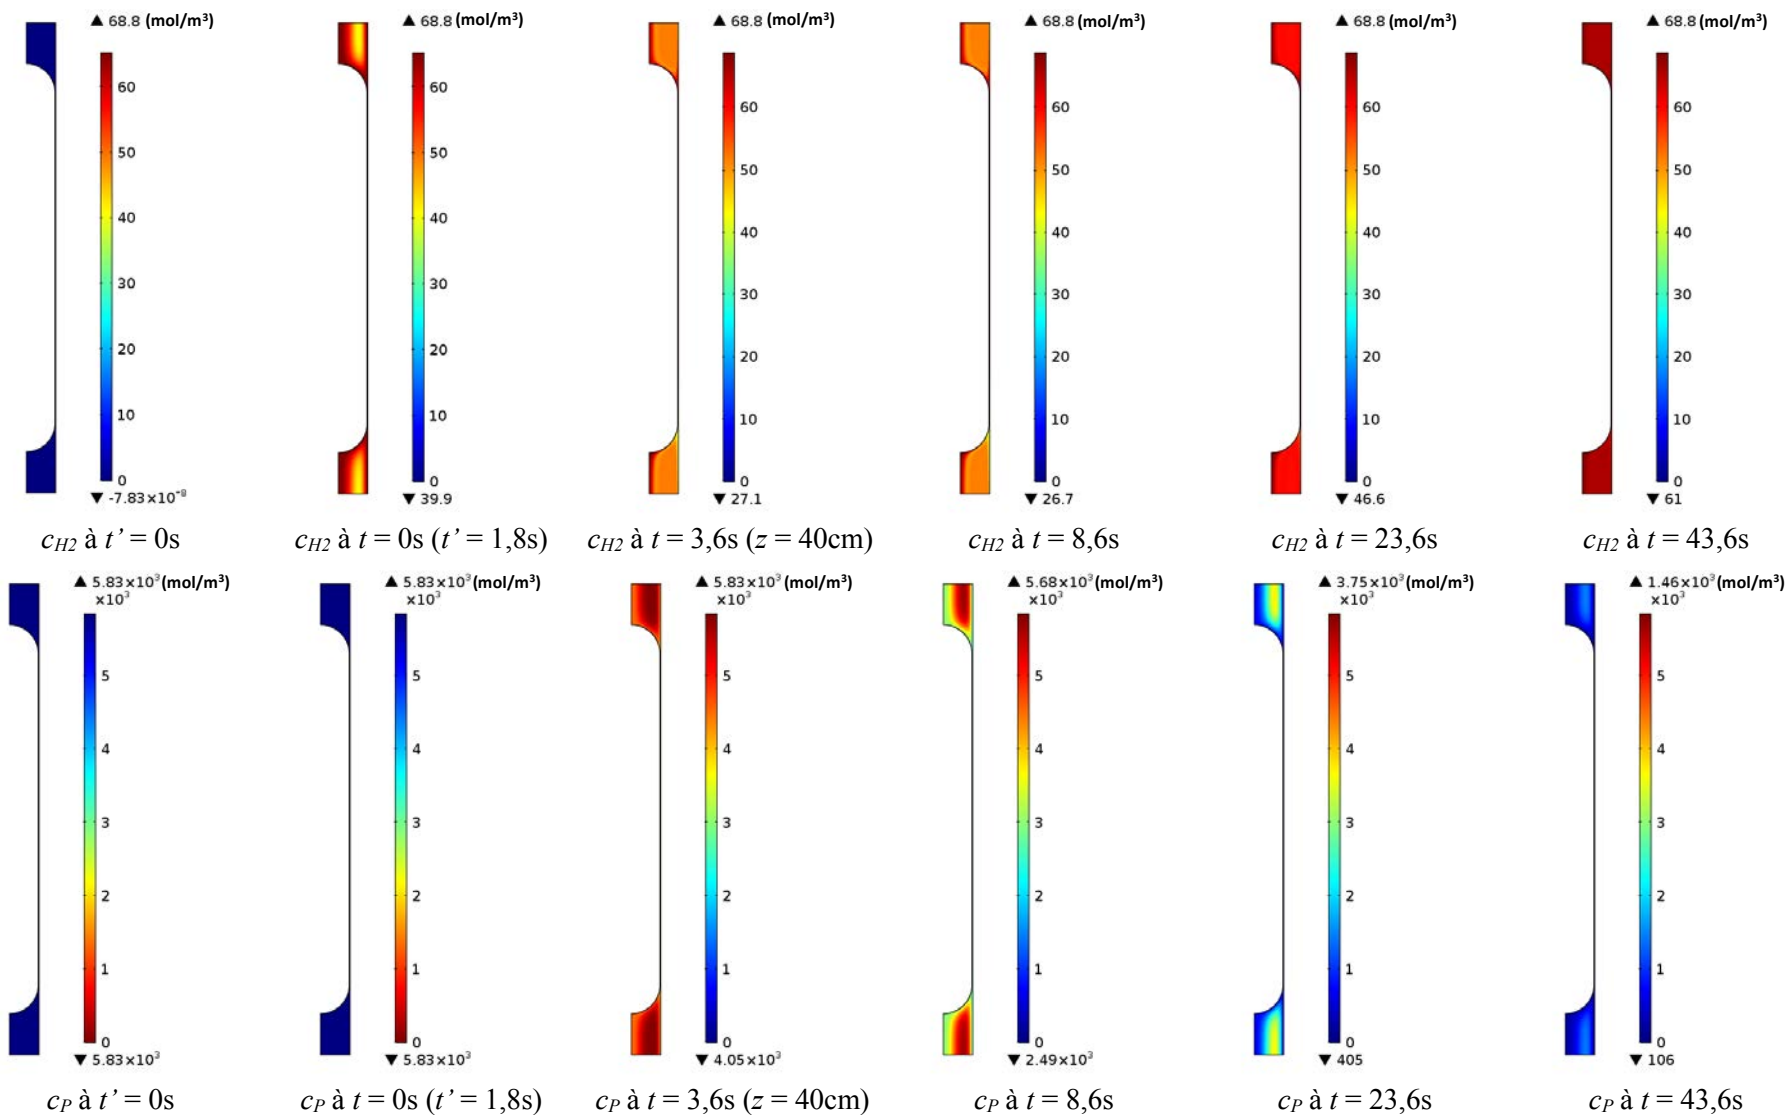 ▲ 68.8 (mol/m³) ▲ 68.8 (mol/m³) ▲ 68.8 (mol/m³) ▲ 68.8 (mol/m³) ▲ 68.8 (mol/m³) ▲ 68.8 (mol/m³)
60 60 60 60 60 60
50 50 50 50 50 50
40 40 40 40 40 40
30 30 30 30 30 30
20 20 20 20 20 20
10 10 10 10 10 10
0 0 0 0 0 0
▼ -7.83×10⁻⁸ ▼ 39.9 ▼ 27.1 ▼ 26.7 ▼ 46.6 ▼ 61
c_H2 à t’ = 0s c_H2 à t = 0s (t’ = 1,8s) c_H2 à t = 3,6s (z = 40cm) c_H2 à t = 8,6s c_H2 à t = 23,6s c_H2 à t = 43,6s
▲ 5.83×10³ (mol/m³) ▲ 5.83×10³ (mol/m³) ▲ 5.83×10³ (mol/m³) ▲ 5.68×10³ (mol/m³) ▲ 3.75×10³ (mol/m³) ▲ 1.46×10³ (mol/m³)
×10³ ×10³ ×10³ ×10³ ×10³ ×10³
5 5 5 5 5 5
4 4 4 4 4 4
3 3 3 3 3 3
2 2 2 2 2 2
1 1 1 1 1 1
0 0 0 0 0 0
▼ 5.83×10³ ▼ 5.83×10³ ▼ 4.05×10³ ▼ 2.49×10³ ▼ 405 ▼ 106
c_P à t’ = 0s c_P à t = 0s (t’ = 1,8s) c_P à t = 3,6s (z = 40cm) c_P à t = 8,6s c_P à t = 23,6s c_P à t = 43,6s